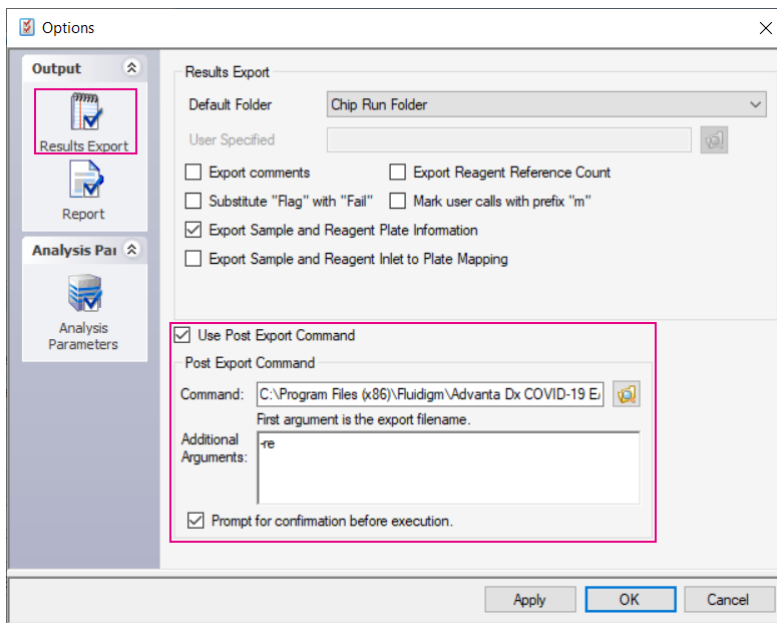 Options
Output
Results Export
Report
Analysis Par
Analysis
Parameters
Results Export
Default Folder Chip Run Folder
User Specified
Export comments Export Reagent Reference Count
Substitute "Flag" with "Fail" Mark user calls with prefix "m"
Export Sample and Reagent Plate Information
Export Sample and Reagent Inlet to Plate Mapping
Use Post Export Command
Post Export Command
Command: C:\Program Files (x86)\Fluidigm\Advanta Dx COVID-19 E
First argument is the export filename.
Additional
Arguments:
-re
Prompt for confirmation before execution.
Apply OK Cancel